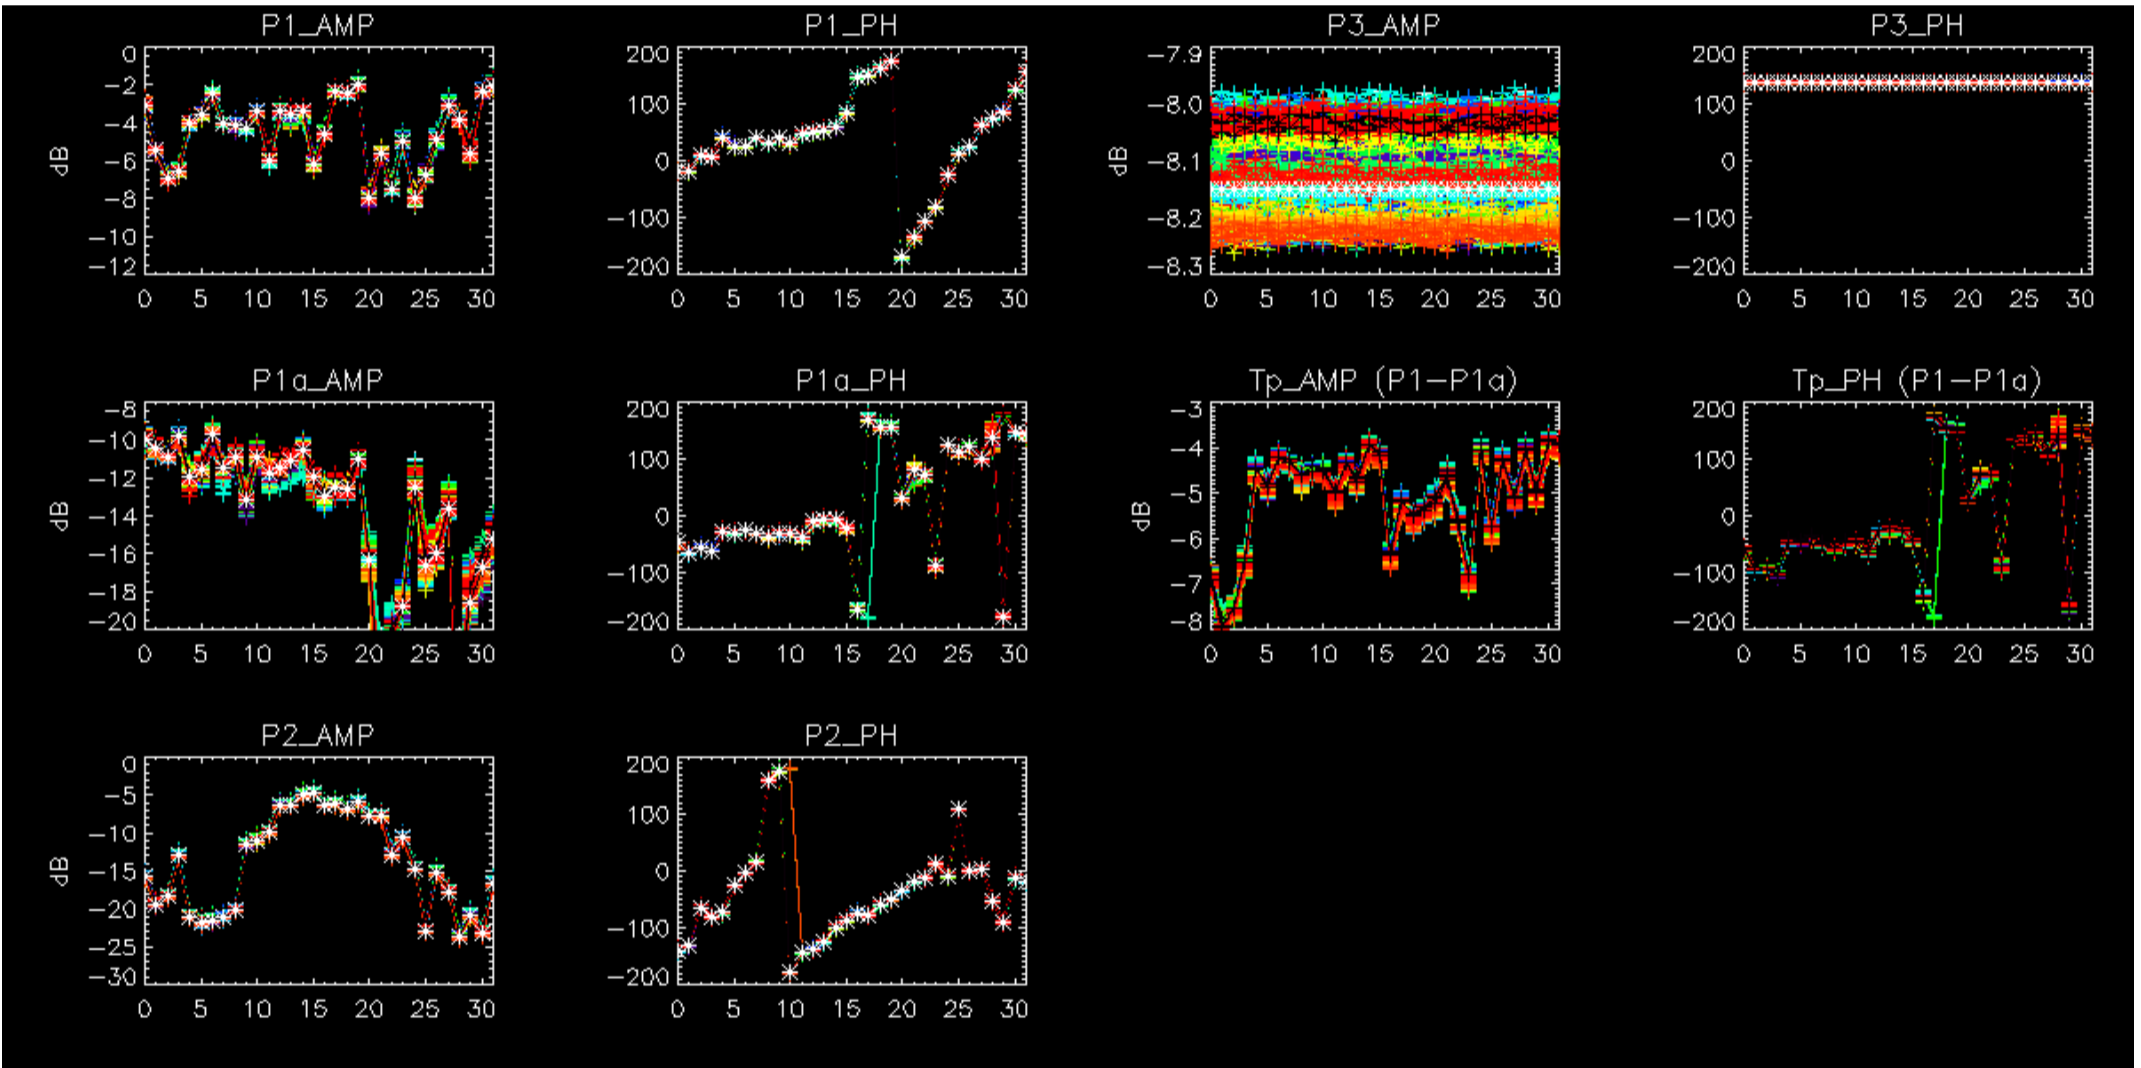 P1_AMP P1_PH P3_AMP P3_PH
0 200 −7.9 200
−2
−4 100 −8.0 100
dB −6 0 dB −8.1 0
−8
−10 −100 −8.2 −100
−12 −200 −8.3 −200
0 5 10 15 20 25 30 0 5 10 15 20 25 30 0 5 10 15 20 25 30 0 5 10 15 20 25 30
P1a_AMP P1a_PH Tp_AMP (P1−P1a) Tp_PH (P1−P1a)
−8 200 −3 200
−10
−12 100 −4 100
dB −14 0 dB −5 0
−16 −6
−18 −100 −7 −100
−20 −200 −8 −200
0 5 10 15 20 25 30 0 5 10 15 20 25 30 0 5 10 15 20 25 30 0 5 10 15 20 25 30
P2_AMP P2_PH
0 200
−5
−10 100
dB −15 0
−20
−25 −100
−30 −200
0 5 10 15 20 25 30 0 5 10 15 20 25 30